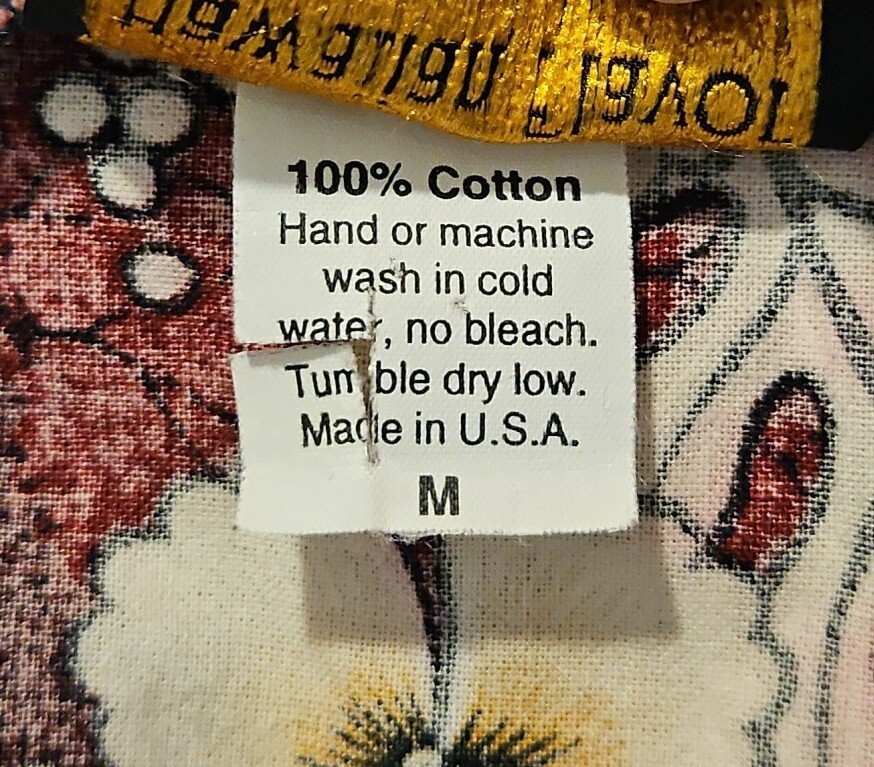 100% Cotton
Hand or machine
wash in cold
water, no bleach.
Tumble dry low.
Made in U.S.A.
M